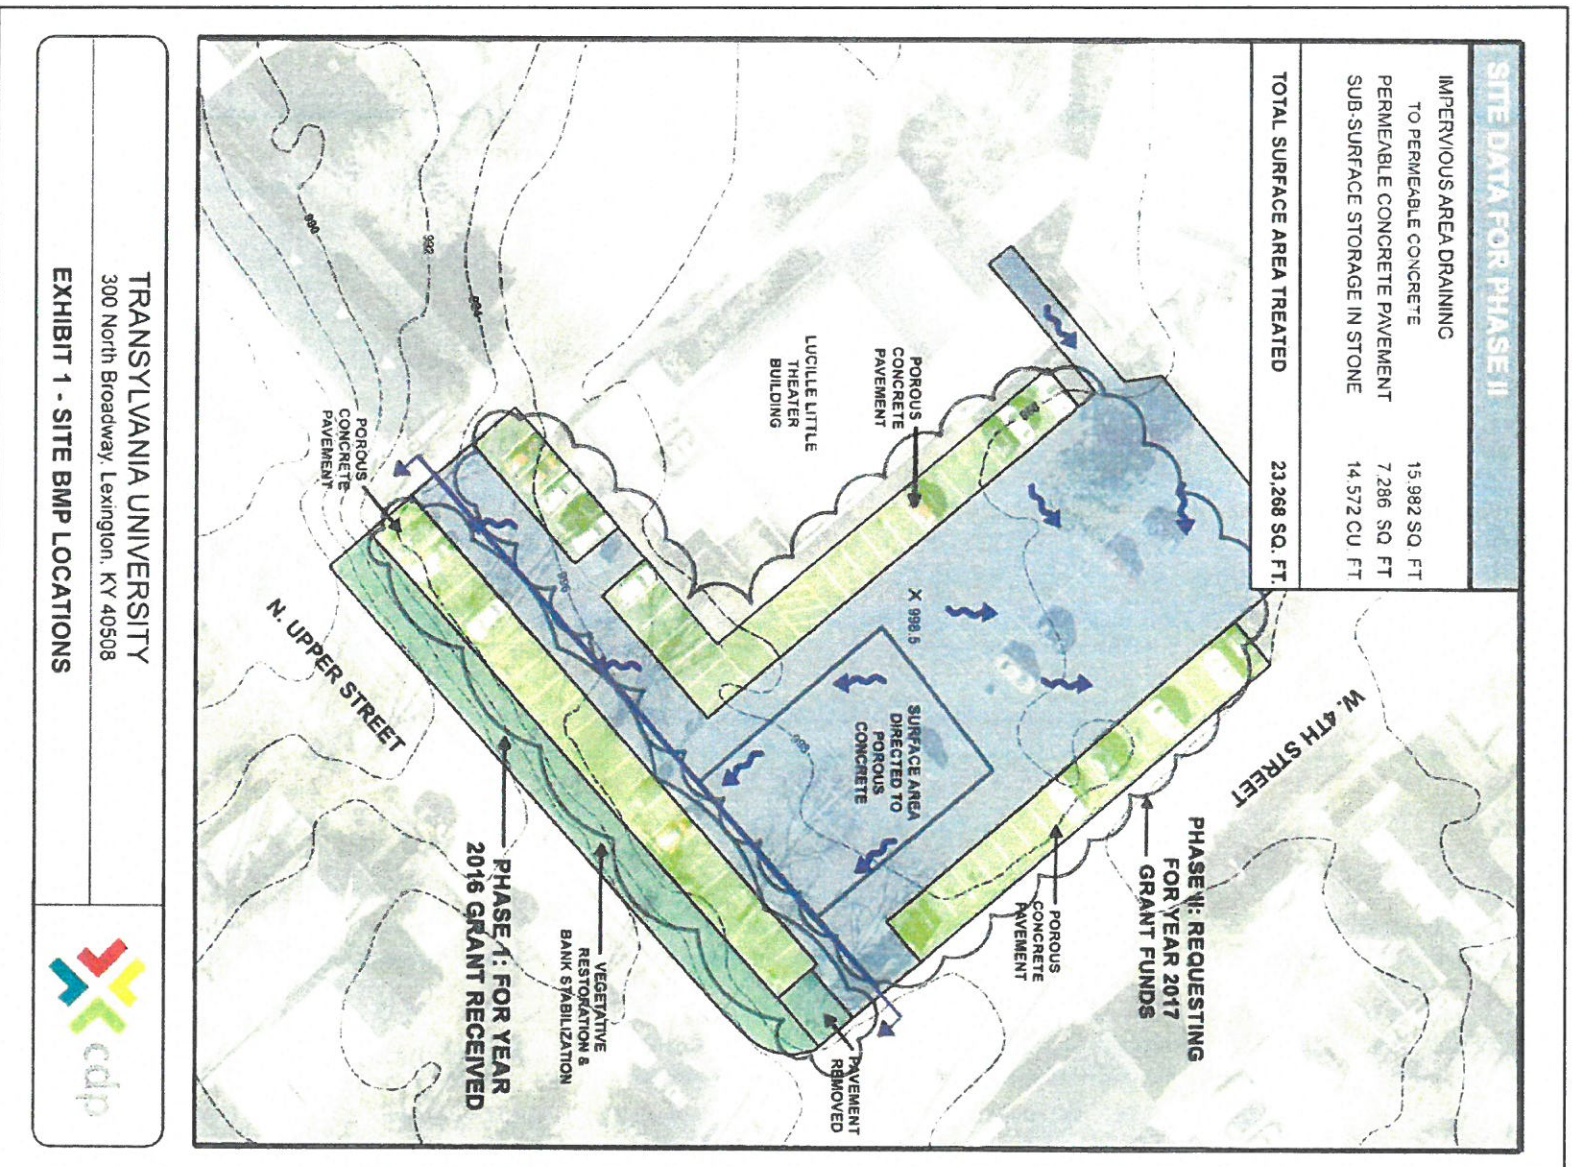 SITE DATA FOR PHASE II
IMPERVIOUS AREA DRAINING
TO PERMEABLE CONCRETE 15,982 SQ. FT
PERMEABLE CONCRETE PAVEMENT 7,286 SQ. FT
SUB-SURFACE STORAGE IN STONE 14,572 CU. FT
TOTAL SURFACE AREA TREATED 23,268 SQ. FT.
W. 4TH STREET
PHASE II: REQUESTING
FOR YEAR 2017
GRANT FUNDS
POROUS
CONCRETE
PAVEMENT
POROUS
CONCRETE
PAVEMENT
LUCILLE LITTLE
THEATER
BUILDING
X 998.5
SURFACE AREA
DIRECTED TO
POROUS
CONCRETE
998
996
994
992
990
PAVEMENT
REMOVED
VEGETATIVE
RESTORATION &
BANK STABILIZATION
PHASE 1: FOR YEAR
2016 GRANT RECEIVED
POROUS
CONCRETE
PAVEMENT
N. UPPER STREET
TRANSYLVANIA UNIVERSITY
300 North Broadway, Lexington, KY 40508
EXHIBIT 1 - SITE BMP LOCATIONS
cdp